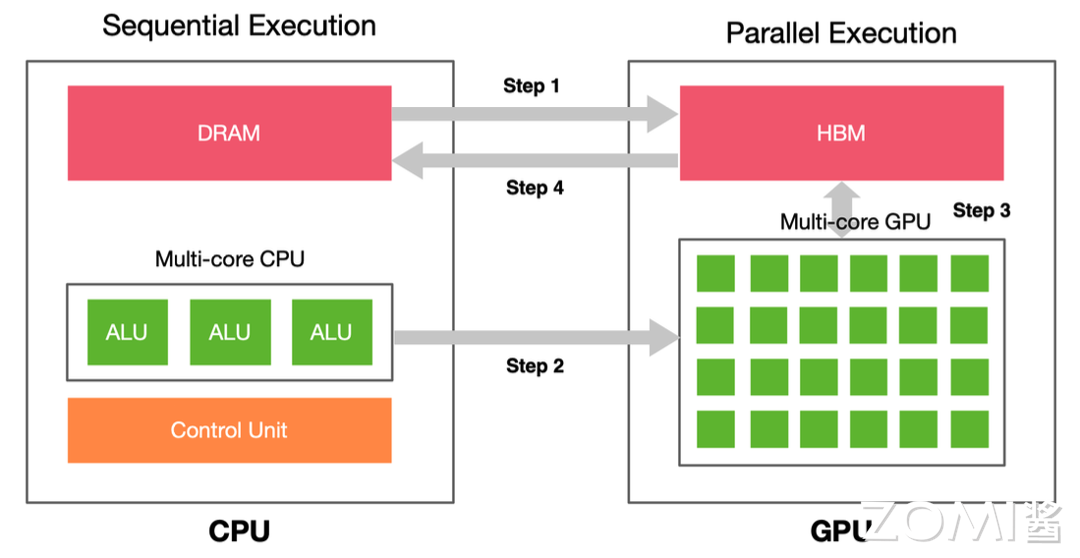 Sequential Execution
Parallel Execution
Step 1
DRAM
HBM
Step 4
Step 3
Multi-core GPU
Multi-core CPU
ALU
ALU
ALU
Step 2
Control Unit
CPU
GPU
ZOMI酱